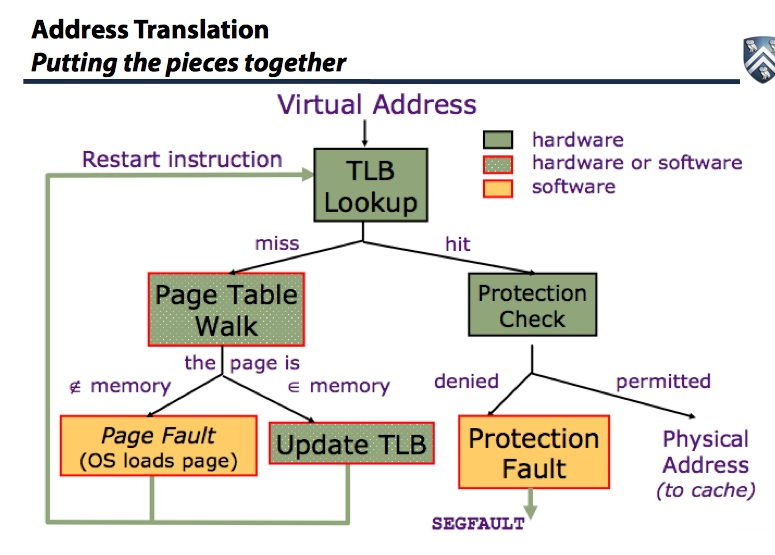 Address Translation
Putting the pieces together
Virtual Address
hardware
hardware or software
software
Restart instruction
TLB
Lookup
miss
hit
Page Table
Walk
Protection
Check
the page is
∉ memory
∈ memory
denied
permitted
Page Fault
(OS loads page)
Update TLB
Protection
Fault
Physical
Address
(to cache)
SEGFAULT